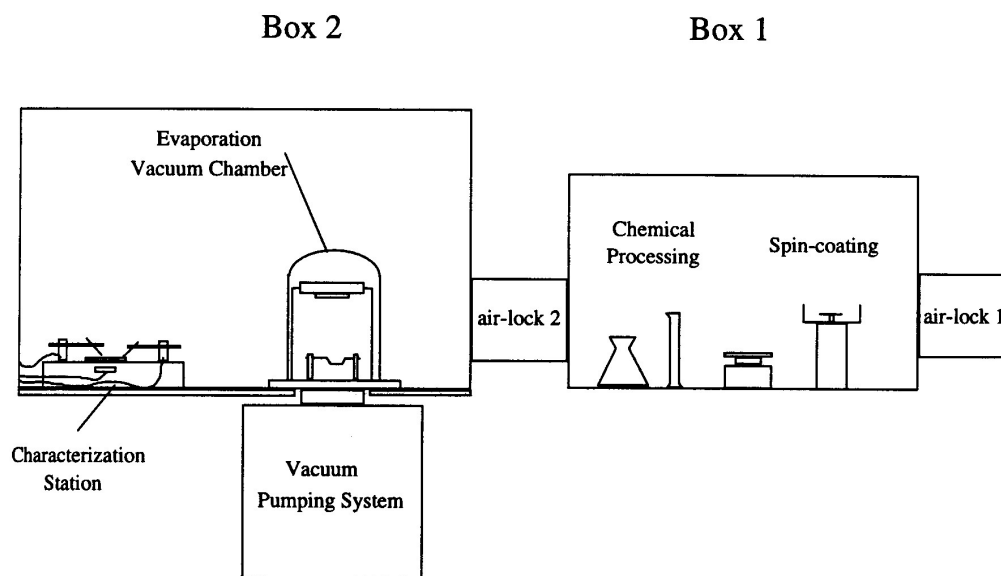 Box 2
Box 1
Evaporation
Vacuum Chamber
Chemical
Processing
Spin-coating
air-lock 2
air-lock 1
Characterization
Station
Vacuum
Pumping System